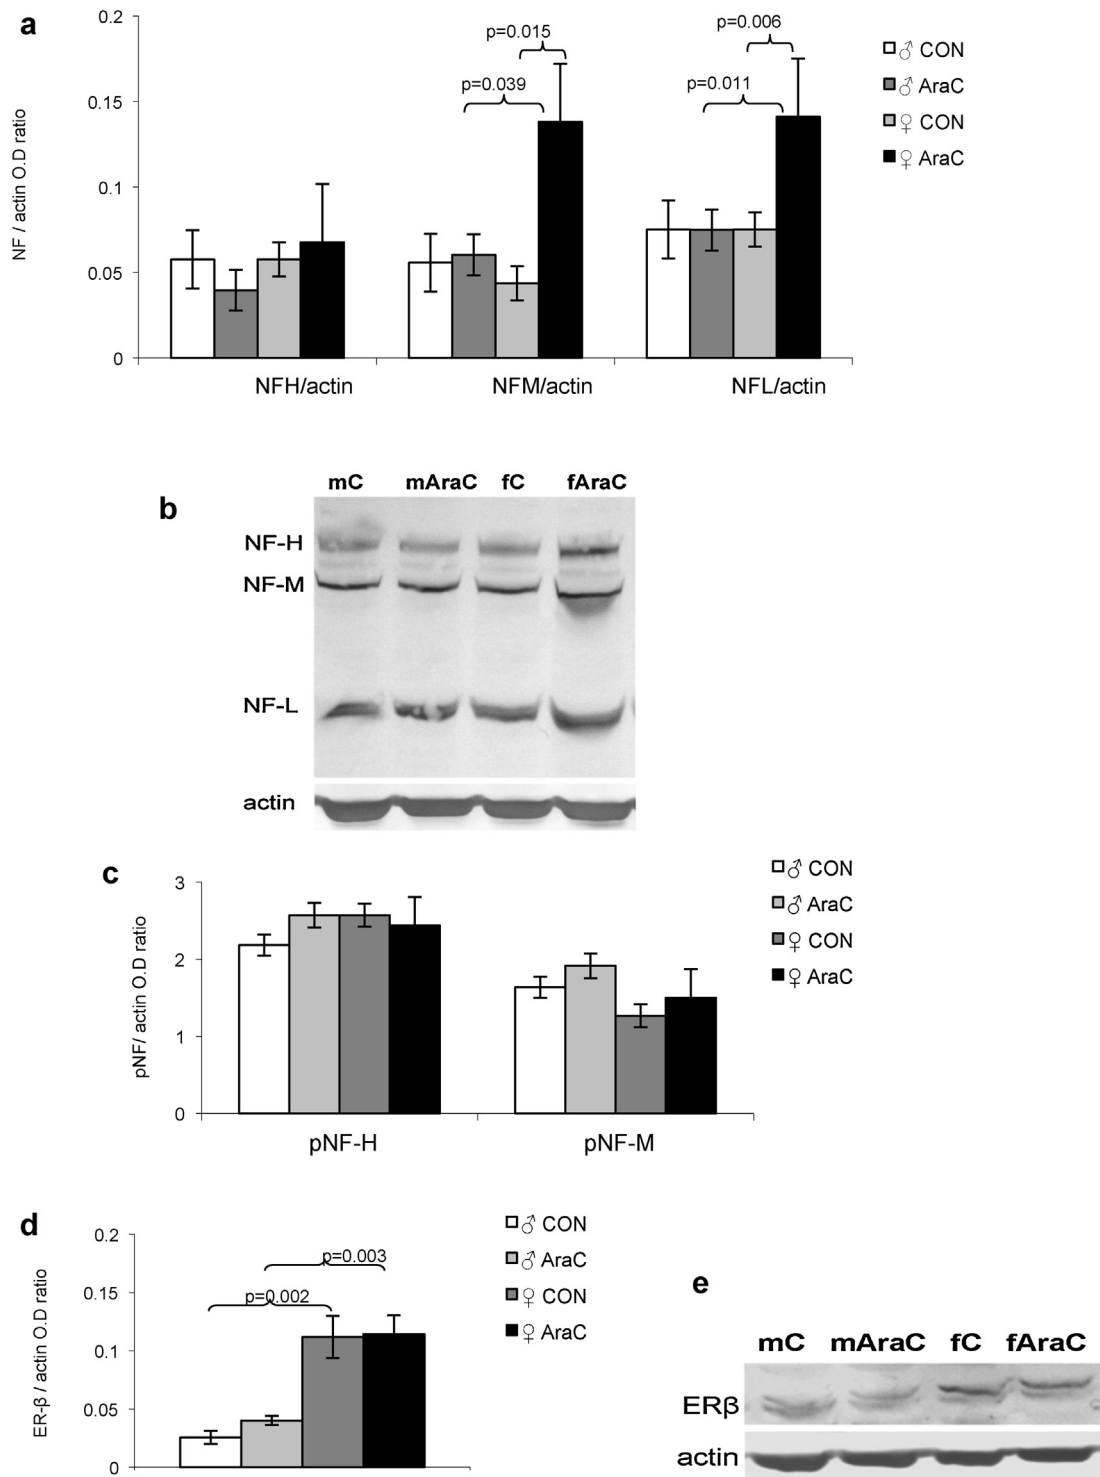 a
0.2
0.15
0.1
0.05
0
NF / actin O.D ratio
p=0.039
p=0.015
p=0.011
p=0.006
♂ CON
♂ AraC
♀ CON
♀ AraC
NFH/actin NFM/actin NFL/actin
b
mC mAraC fC fAraC
NF-H
NF-M
NF-L
actin
c
3
2
1
0
pNF/ actin O.D ratio
♂ CON
♂ AraC
♀ CON
♀ AraC
pNF-H pNF-M
d
0.2
0.15
0.1
0.05
0
ER-β / actin O.D ratio
p=0.002
p=0.003
♂ CON
♂ AraC
♀ CON
♀ AraC
e
mC mAraC fC fAraC
ERβ
actin